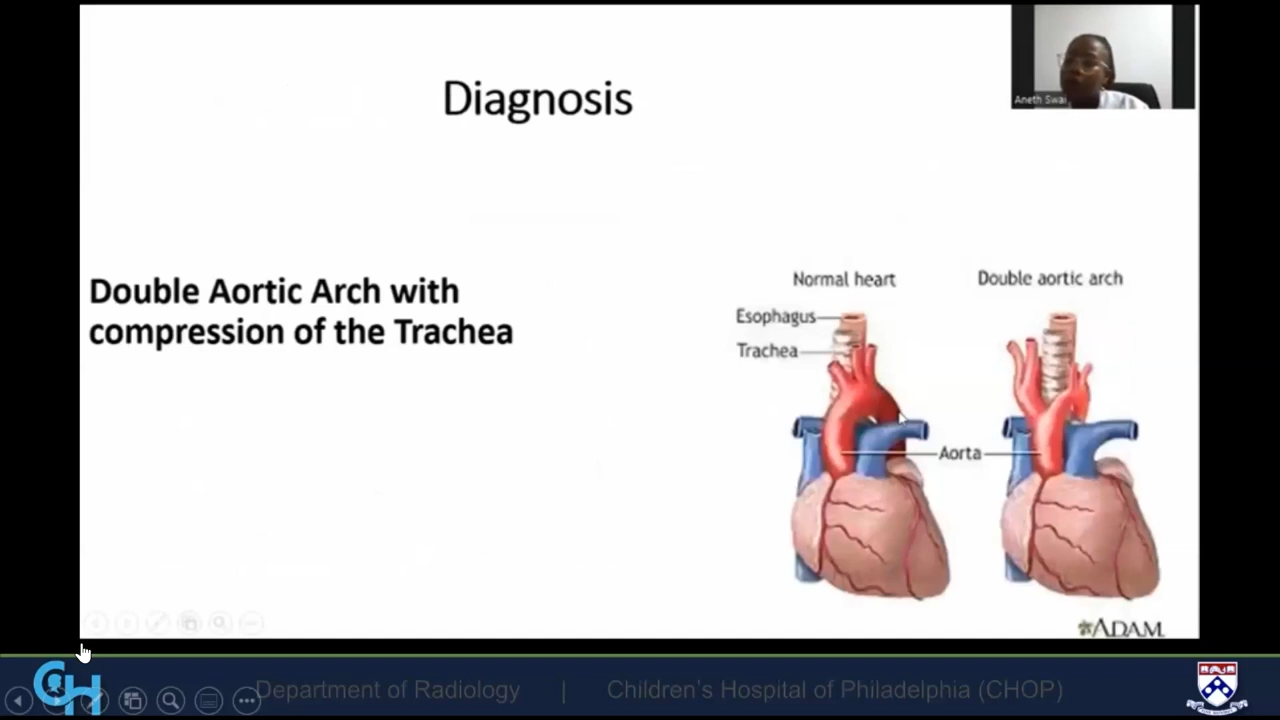 Diagnosis
Aneth Swai
Double Aortic Arch with
compression of the Trachea
Normal heart
Double aortic arch
Esophagus
Trachea
Aorta
ADAM
CH
Department of Radiology | Children's Hospital of Philadelphia (CHOP)